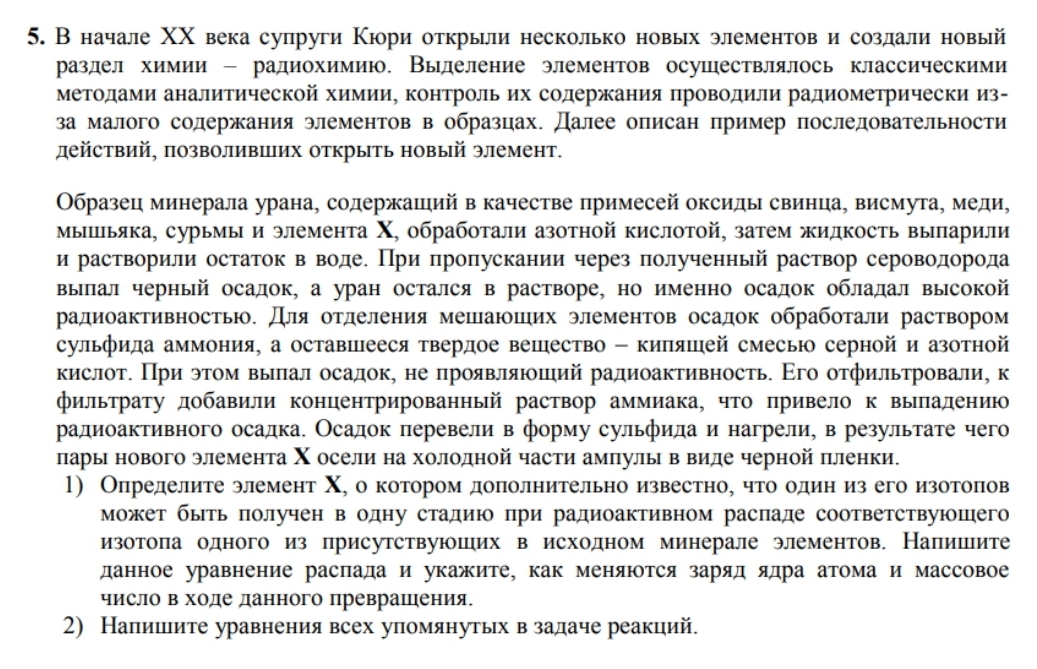 5. В начале XX века супруги Кюри открыли несколько новых элементов и создали новый
раздел химии – радиохимию. Выделение элементов осуществлялось классическими
методами аналитической химии, контроль их содержания проводили радиометрически из-
за малого содержания элементов в образцах. Далее описан пример последовательности
действий, позволивших открыть новый элемент.
Образец минерала урана, содержащий в качестве примесей оксиды свинца, висмута, меди,
мышьяка, сурьмы и элемента X, обработали азотной кислотой, затем жидкость выпарили
и растворили остаток в воде. При пропускании через полученный раствор сероводорода
выпал черный осадок, а уран остался в растворе, но именно осадок обладал высокой
радиоактивностью. Для отделения мешающих элементов осадок обработали раствором
сульфида аммония, а оставшееся твердое вещество – кипящей смесью серной и азотной
кислот. При этом выпал осадок, не проявляющий радиоактивность. Его отфильтровали, к
фильтрату добавили концентрированный раствор аммиака, что привело к выпадению
радиоактивного осадка. Осадок перевели в форму сульфида и нагрели, в результате чего
пары нового элемента X осели на холодной части ампулы в виде черной пленки.
1) Определите элемент X, о котором дополнительно известно, что один из его изотопов
может быть получен в одну стадию при радиоактивном распаде соответствующего
изотопа одного из присутствующих в исходном минерале элементов. Напишите
данное уравнение распада и укажите, как меняются заряд ядра атома и массовое
число в ходе данного превращения.
2) Напишите уравнения всех упомянутых в задаче реакций.